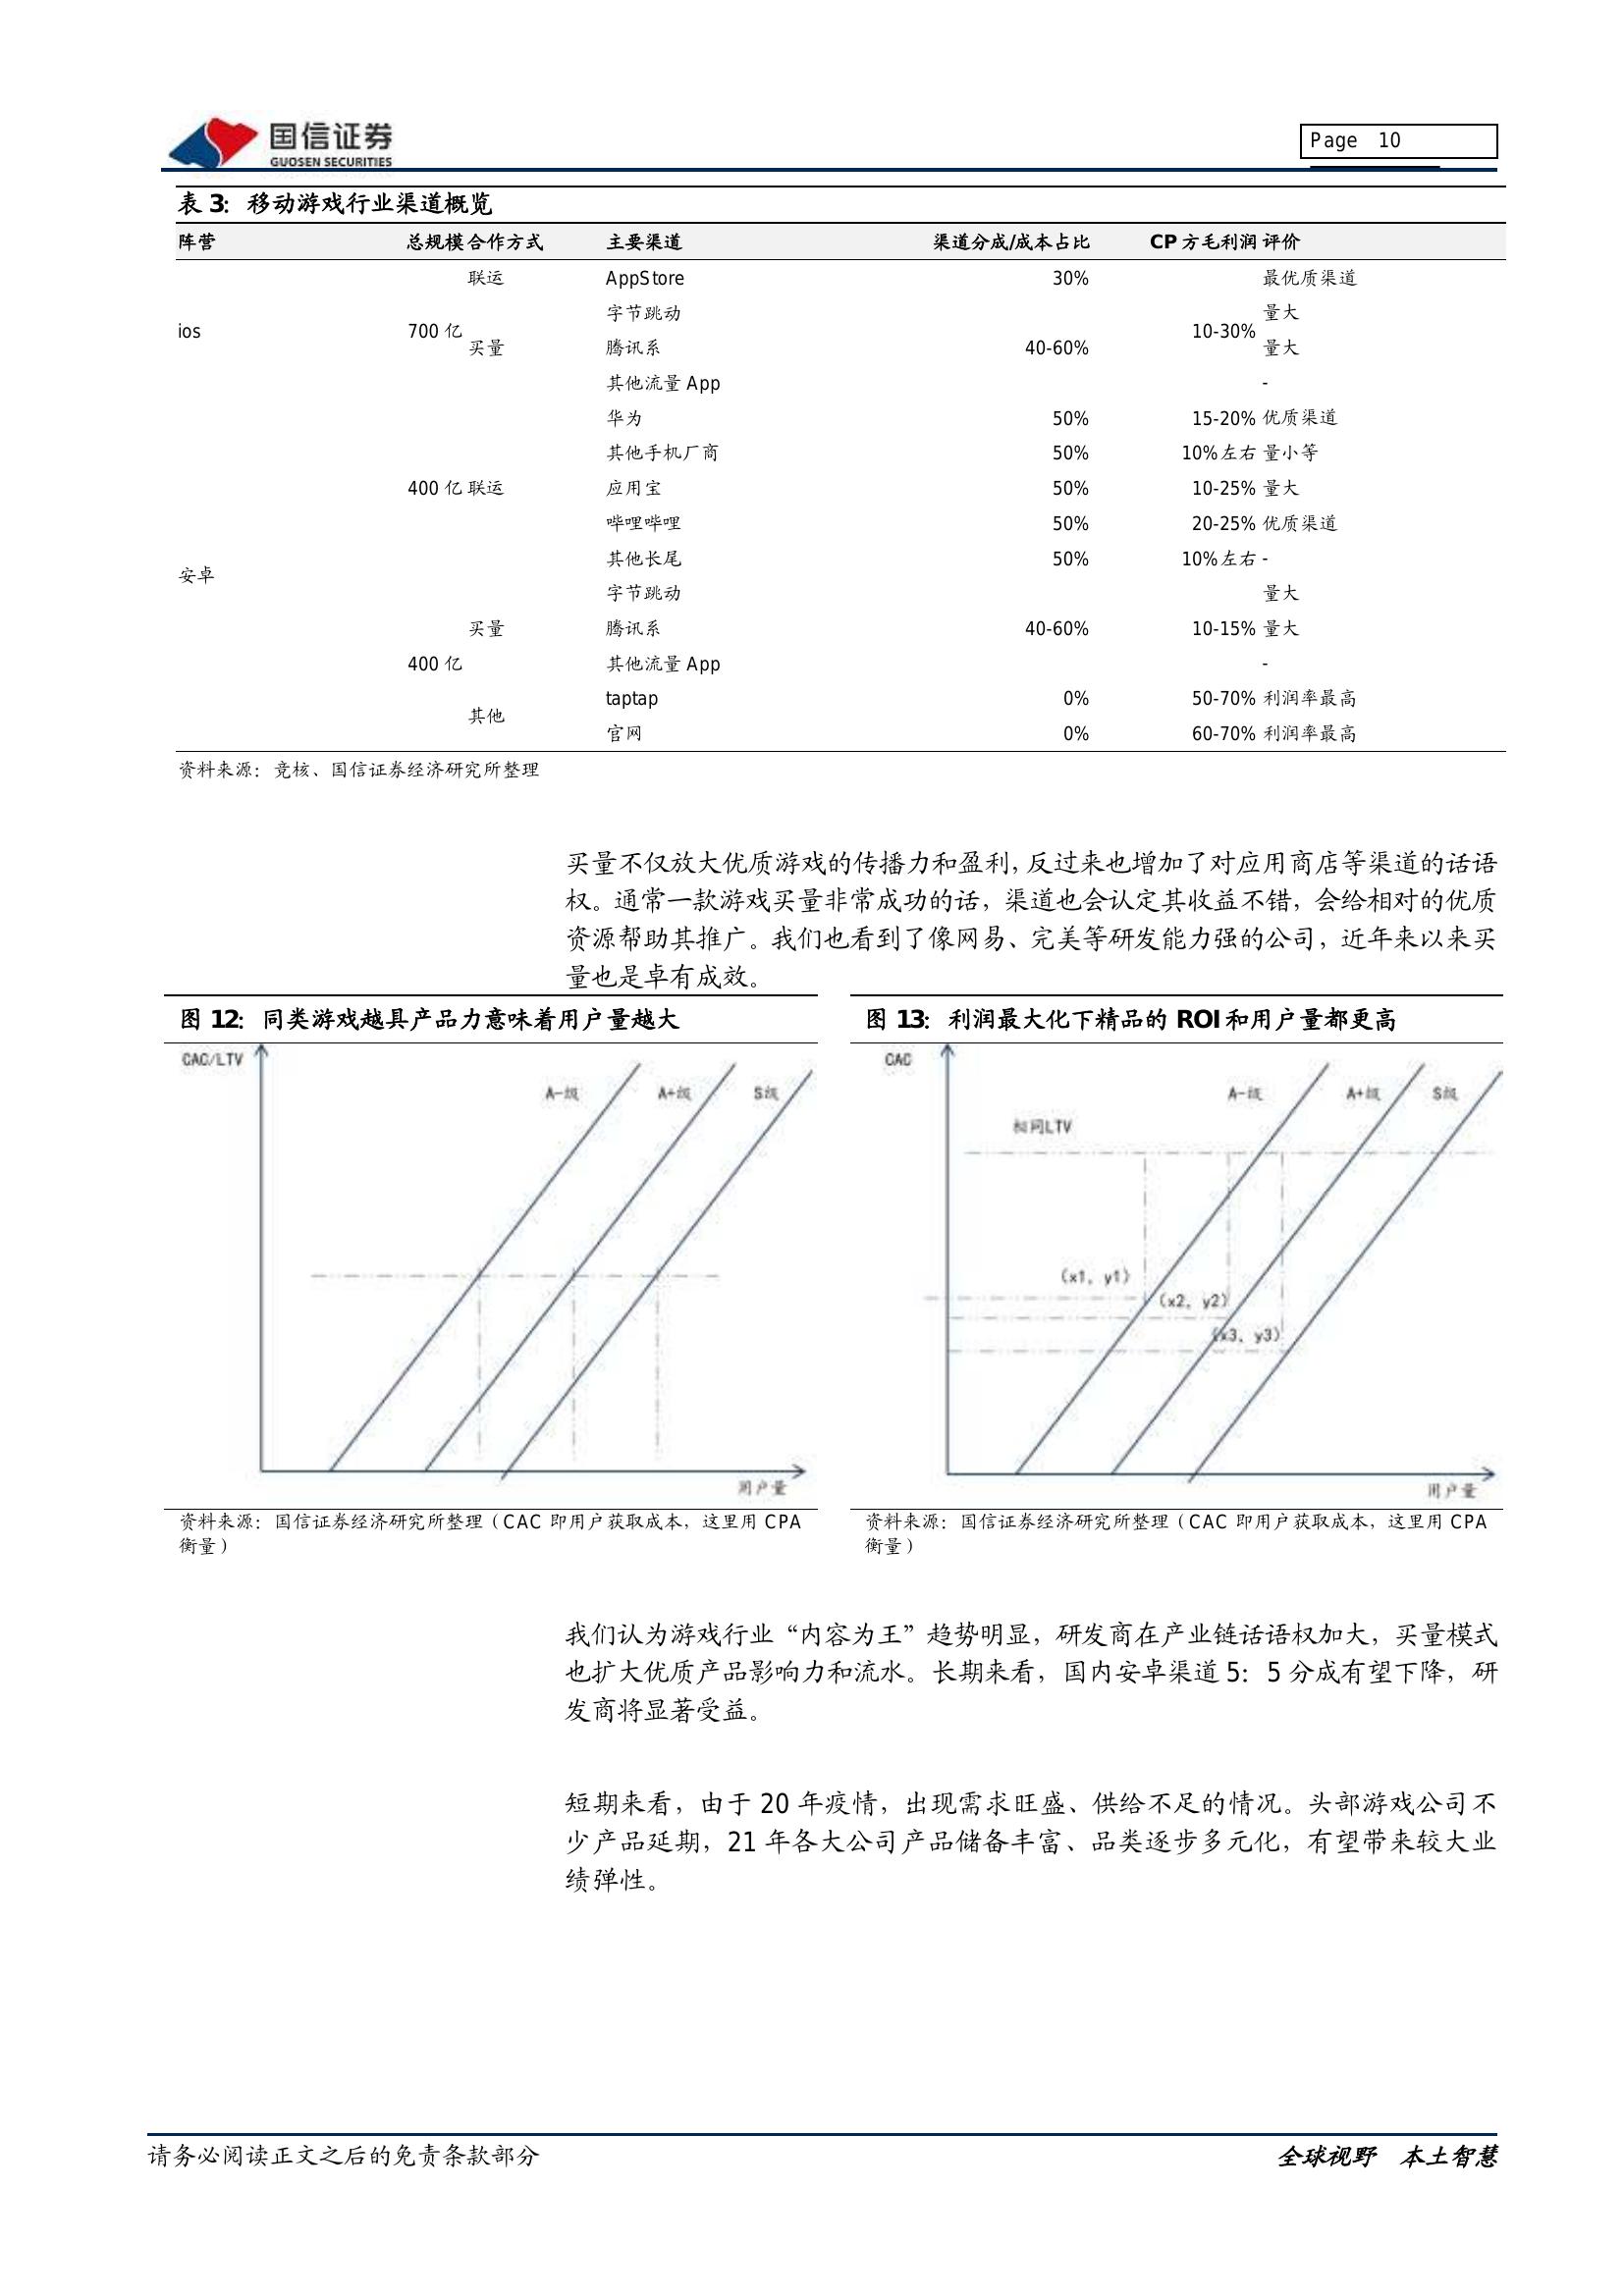 国信证券
GUOSEN SECURITIES
Page 10
表 3：移动游戏行业渠道概览
阵营 总规模 合作方式 主要渠道 渠道分成/成本占比 CP 方毛利润 评价
联运 AppStore 30% 最优质渠道
字节跳动 量大
ios 700 亿 10-30%
买量 腾讯系 40-60% 量大
其他流量 App -
华为 50% 15-20% 优质渠道
其他手机厂商 50% 10%左右 量小等
400 亿 联运 应用宝 50% 10-25% 量大
哔哩哔哩 50% 20-25% 优质渠道
其他长尾 50% 10%左右 -
安卓
字节跳动 量大
买量 腾讯系 40-60% 10-15% 量大
400 亿 其他流量 App -
taptap 0% 50-70% 利润率最高
其他
官网 0% 60-70% 利润率最高
资料来源：竞核、国信证券经济研究所整理
买量不仅放大优质游戏的传播力和盈利，反过来也增加了对应用商店等渠道的话语
权。通常一款游戏买量非常成功的话，渠道也会认定其收益不错，会给相对的优质
资源帮助其推广。我们也看到了像网易、完美等研发能力强的公司，近年来以来买
量也是卓有成效。
图 12：同类游戏越具产品力意味着用户量越大
CAC/LTV
A-级 A+级 S级
用户量
资料来源：国信证券经济研究所整理（CAC 即用户获取成本，这里用 CPA
衡量）
图 13：利润最大化下精品的 ROI 和用户量都更高
CAC
A-级 A+级 S级
相同LTV
(x1, y1)
(x2, y2)
(x3, y3)
用户量
资料来源：国信证券经济研究所整理（CAC 即用户获取成本，这里用 CPA
衡量）
我们认为游戏行业“内容为王”趋势明显，研发商在产业链话语权加大，买量模式
也扩大优质产品影响力和流水。长期来看，国内安卓渠道 5：5 分成有望下降，研
发商将显著受益。
短期来看，由于 20 年疫情，出现需求旺盛、供给不足的情况。头部游戏公司不
少产品延期，21 年各大公司产品储备丰富、品类逐步多元化，有望带来较大业
绩弹性。
请务必阅读正文之后的免责条款部分
全球视野 本土智慧